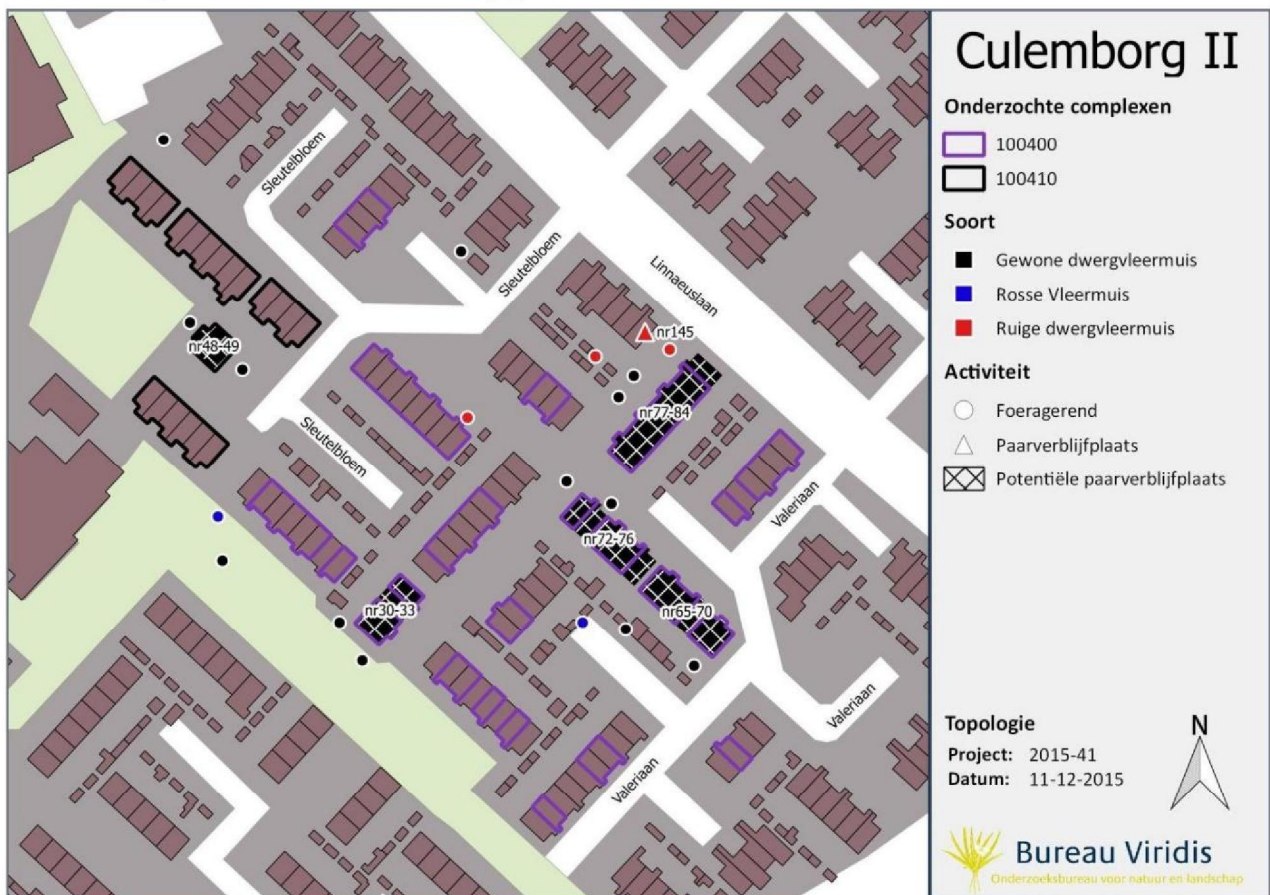 Culemborg II
Onderzochte complexen
100400
100410
Soort
Gewone dwergvleermuis
Rosse Vleermuis
Ruige dwergvleermuis
Activiteit
Foeragerend
Paarverblijfplaats
Potentiële paarverblijfplaats
Topologie
Project: 2015-41
Datum: 11-12-2015
N
Bureau Viridis
Onderzoeksbureau voor natuur en landschap
Sleutelbloem
Sleutelbloem
Linnaeuslaan
nr145
nr48-49
nr77-84
Sleutelbloem
Valeriaan
nr72-76
nr30-33
nr65-70
Valeriaan
Valeriaan